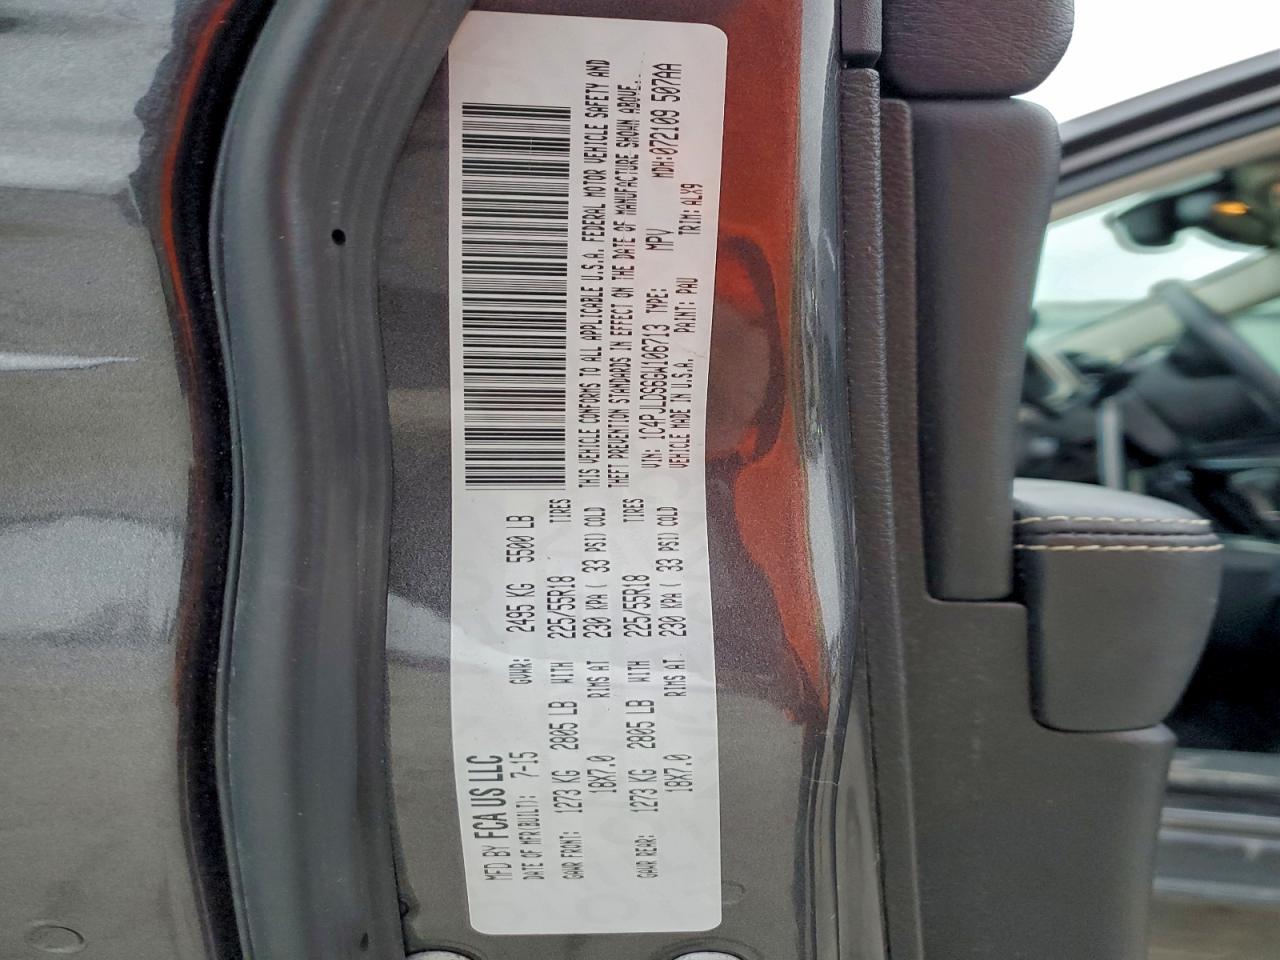 MFD BY FCA US LLC
DATE OF MFR(BUILT): 7-15 GVWR: 2495 KG 5500 LB
GAWR FRONT: 1273 KG 2805 LB WITH 225/55R18 TIRES
18X7.0 RIMS AT 230 KPA ( 33 PSI) COLD
GAWR REAR: 1273 KG 2805 LB WITH 225/55R18 TIRES
18X7.0 RIMS AT 230 KPA ( 33 PSI) COLD
THIS VEHICLE CONFORMS TO ALL APPLICABLE U.S.A. FEDERAL MOTOR VEHICLE SAFETY AND
THEFT PREVENTION STANDARDS IN EFFECT ON THE DATE OF MANUFACTURE SHOWN ABOVE.
VIN: 1C4PJLDS6GW106713 TYPE: MPV MDH:072109 507AA
VEHICLE MADE IN U.S.A. PAINT: PAU TRIM: ALX9